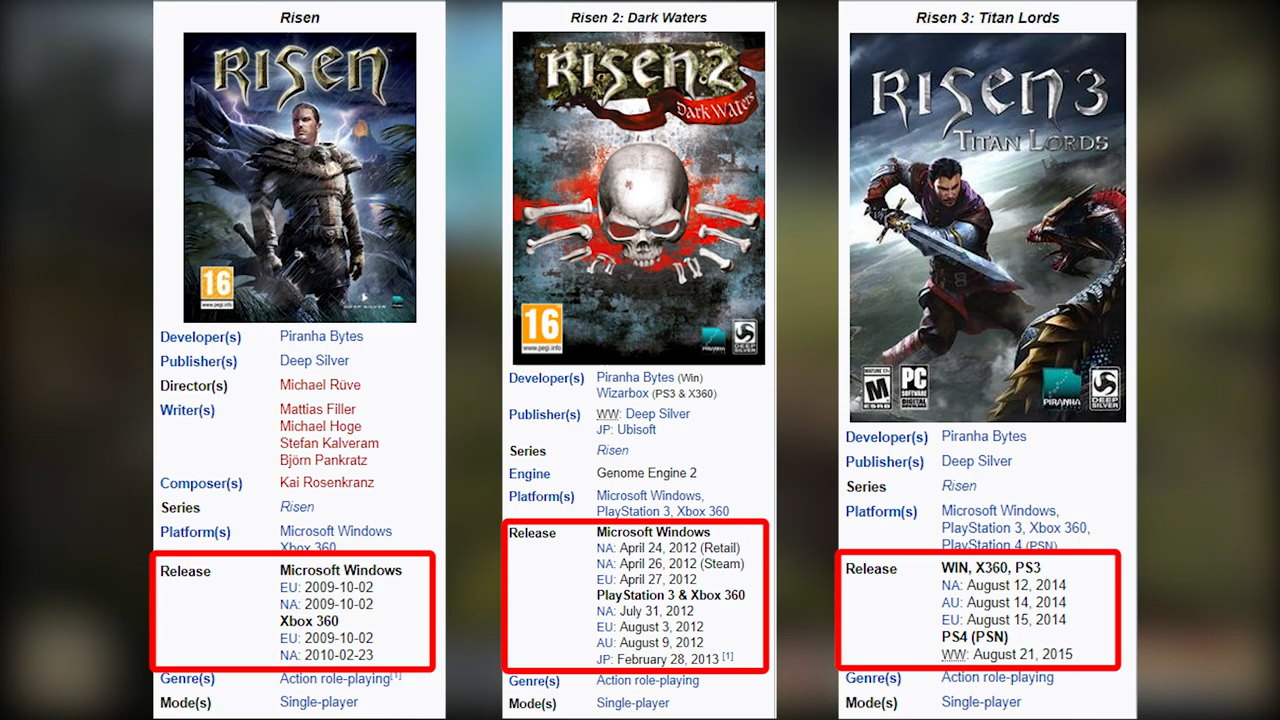 Risen
RISEN
16
www.pegi.info
DEEP SILVER
Developer(s) Piranha Bytes
Publisher(s) Deep Silver
Director(s) Michael Rüve
Writer(s) Mattias Filler
Michael Hoge
Stefan Kalveram
Björn Pankratz
Composer(s) Kai Rosenkranz
Series Risen
Platform(s) Microsoft Windows
Xbox 360
Release Microsoft Windows
EU: 2009-10-02
NA: 2009-10-02
Xbox 360
EU: 2009-10-02
NA: 2010-02-23
Genre(s) Action role-playing[1]
Mode(s) Single-player
Risen 2: Dark Waters
RISEN 2
Dark Waters
16
www.pegi.info
PIRANHA
DEEP SILVER
Developer(s) Piranha Bytes (Win)
Wizarbox (PS3 & X360)
Publisher(s) WW: Deep Silver
JP: Ubisoft
Series Risen
Engine Genome Engine 2
Platform(s) Microsoft Windows,
PlayStation 3, Xbox 360
Release Microsoft Windows
NA: April 24, 2012 (Retail)
NA: April 26, 2012 (Steam)
EU: April 27, 2012
PlayStation 3 & Xbox 360
NA: July 31, 2012
EU: August 3, 2012
AU: August 9, 2012
JP: February 28, 2013 [1]
Genre(s) Action role-playing
Mode(s) Single-player
Risen 3: Titan Lords
RISEN 3
TITAN LORDS
MATURE 17+
M
ESRB
PC
SOFTWARE
DIGITAL
DOWNLOAD
PIRANHA
DEEP SILVER
Developer(s) Piranha Bytes
Publisher(s) Deep Silver
Series Risen
Platform(s) Microsoft Windows,
PlayStation 3, Xbox 360,
PlayStation 4 (PSN)
Release WIN, X360, PS3
NA: August 12, 2014
AU: August 14, 2014
EU: August 15, 2014
PS4 (PSN)
WW: August 21, 2015
Genre(s) Action role-playing
Mode(s) Single-player